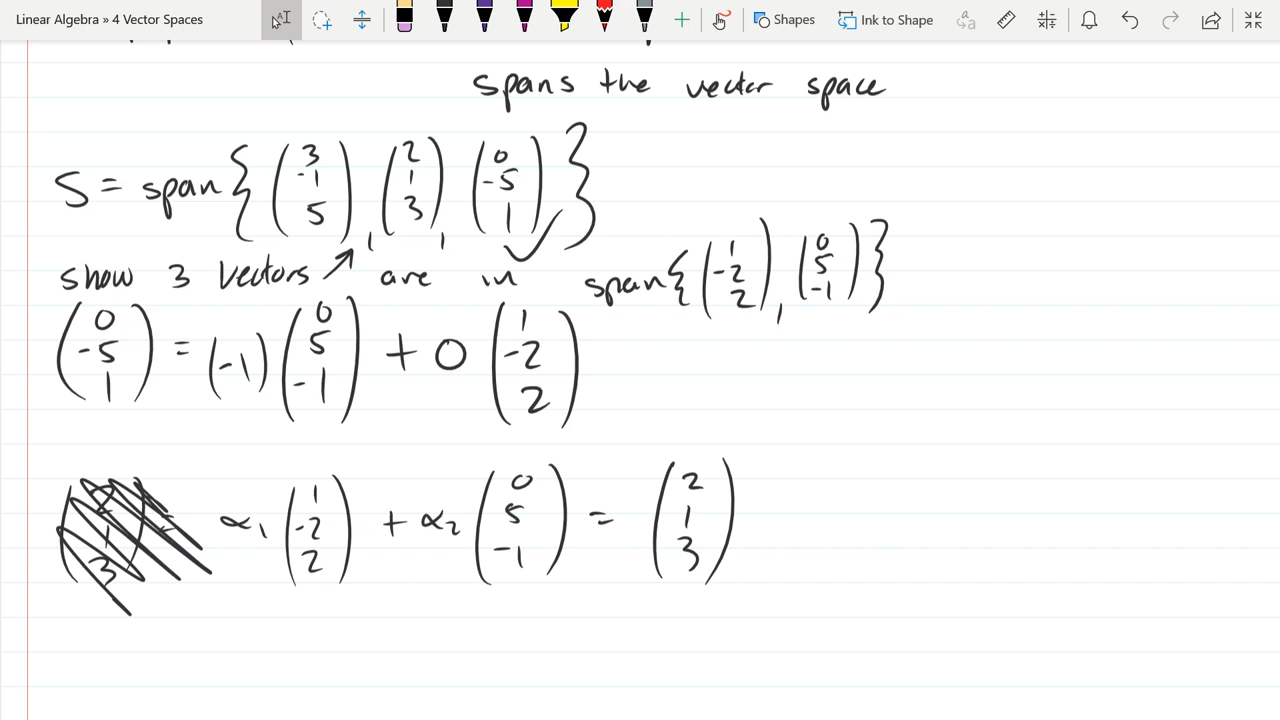 Linear Algebra » 4 Vector Spaces
Shapes
Ink to Shape
spans the vector space
S = span{ (3 -1 5), (2 1 3), (0 -5 1) }
show 3 vectors ↗ are in span{ (1 -2 2), (0 5 -1) }
(0 -5 1) = (-1) (0 5 -1) + 0 (1 -2 2)
α₁ (1 -2 2) + α₂ (0 5 -1) = (2 1 3)